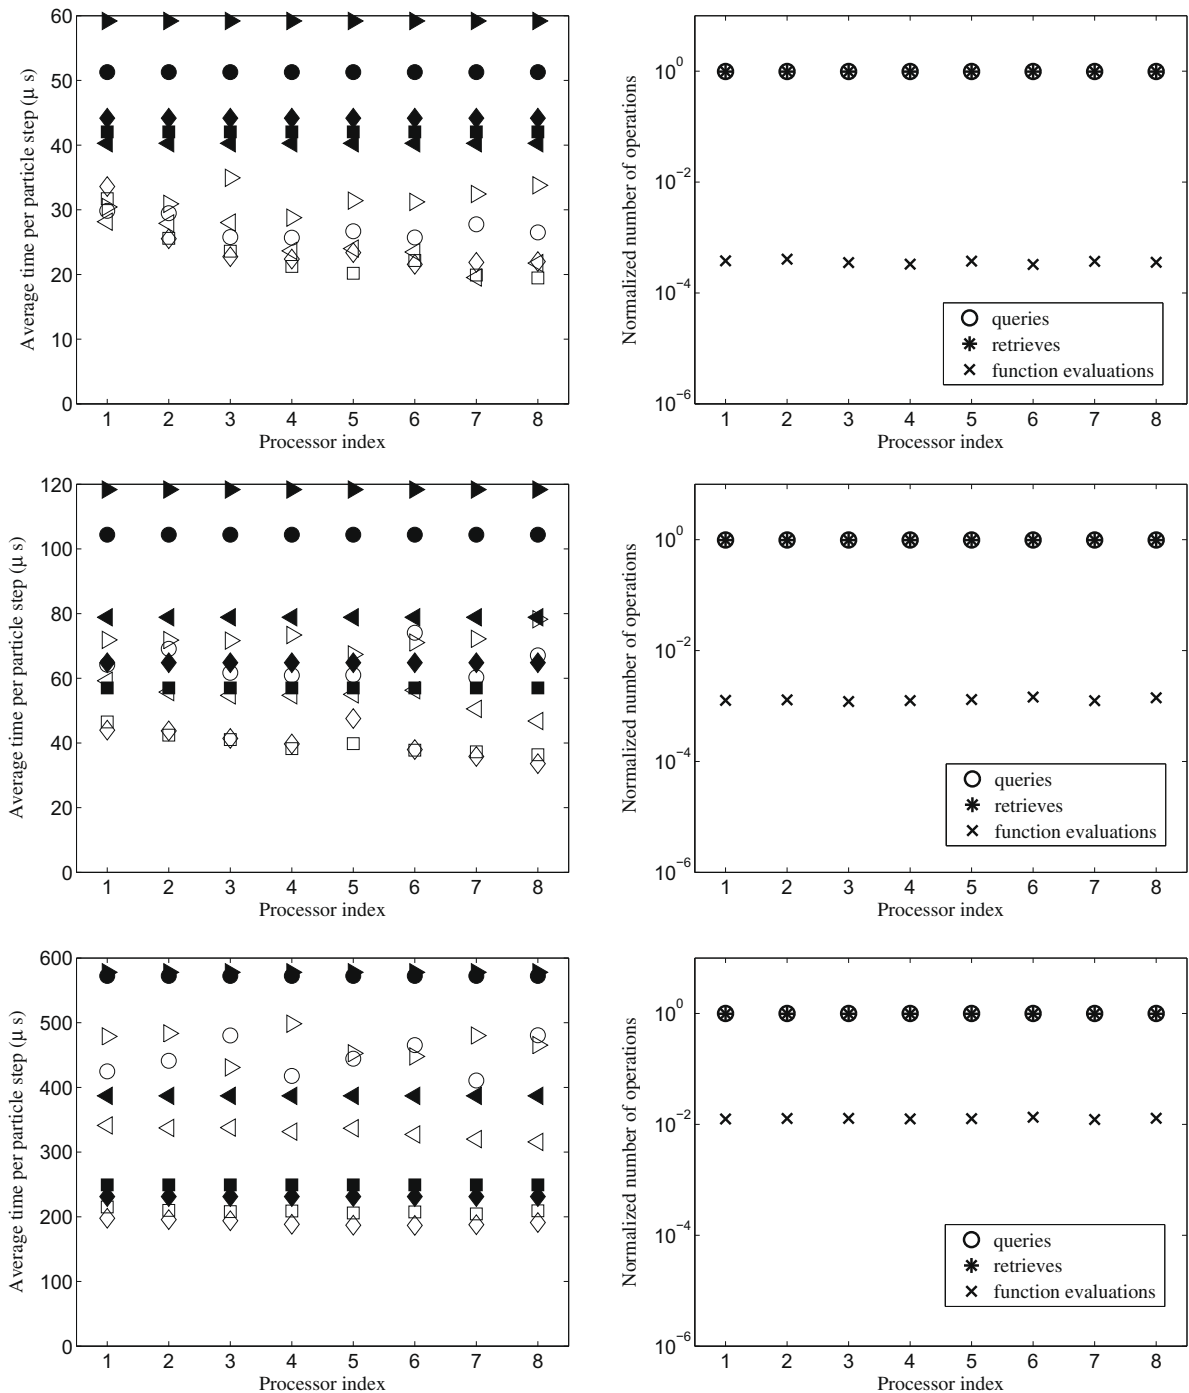 60
50
40
30
20
10
0
1 2 3 4 5 6 7 8
Processor index
Average time per particle step (μ s)
10^0
10^-2
10^-4
10^-6
1 2 3 4 5 6 7 8
Processor index
Normalized number of operations
queries
retrieves
function evaluations
120
100
80
60
40
20
0
1 2 3 4 5 6 7 8
Processor index
Average time per particle step (μ s)
10^0
10^-2
10^-4
10^-6
1 2 3 4 5 6 7 8
Processor index
Normalized number of operations
queries
retrieves
function evaluations
600
500
400
300
200
100
0
1 2 3 4 5 6 7 8
Processor index
Average time per particle step (μ s)
10^0
10^-2
10^-4
10^-6
1 2 3 4 5 6 7 8
Processor index
Normalized number of operations
queries
retrieves
function evaluations